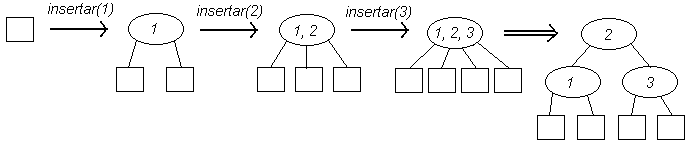 insertar(1)
insertar(2)
insertar(3)
1
1, 2
1, 2, 3
2
1
3